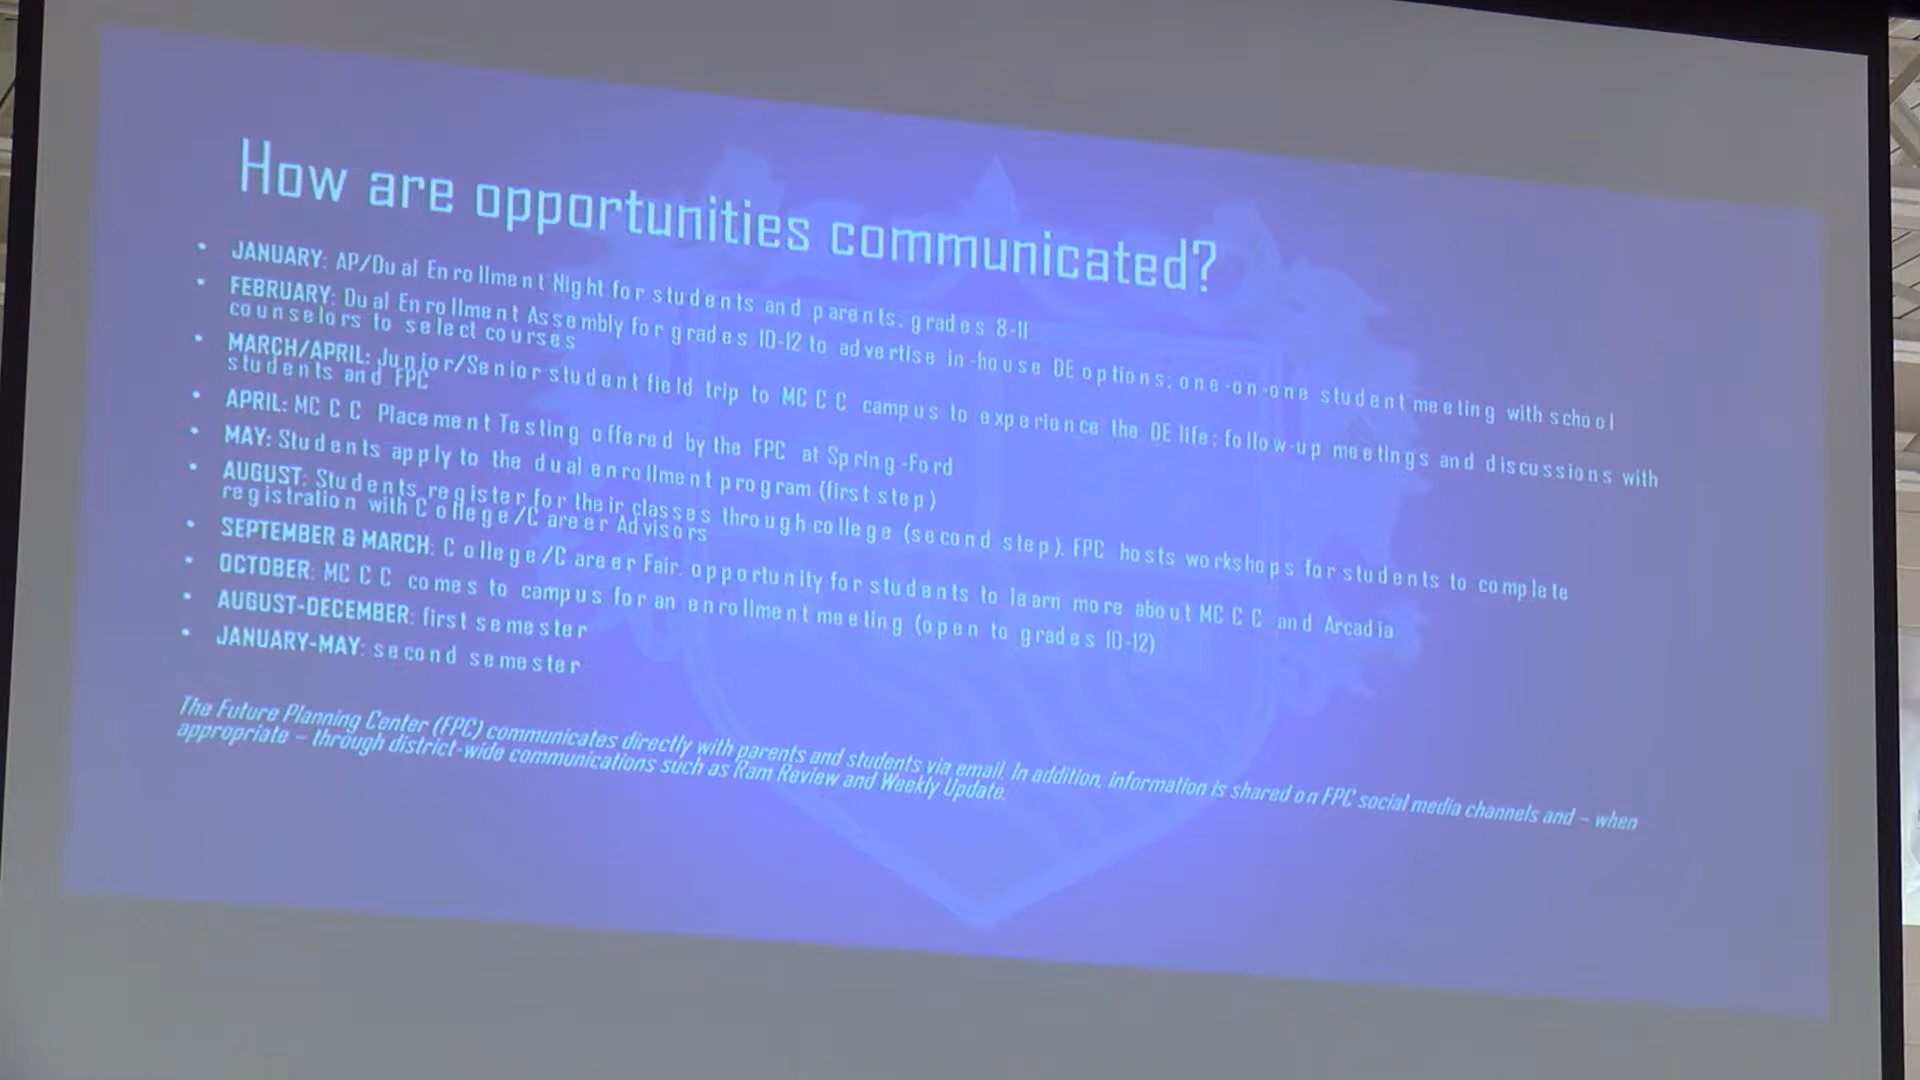 How are opportunities communicated?
• JANUARY: AP/Dual Enrollment Night for students and parents, grades 8-11
• FEBRUARY: Dual Enrollment Assembly for grades 10-12 to advertise in-house DE options; one-on-one student meeting with school
counselors to select courses
• MARCH/APRIL: Junior/Senior student field trip to MCCC campus to experience the DE life; follow-up meetings and discussions with
students and FPC
• APRIL: MCCC Placement Testing offered by the FPC at Spring-Ford
• MAY: Students apply to the dual enrollment program (first step)
• AUGUST: Students register for their classes through college (second step). FPC hosts workshops for students to complete
registration with College/Career Advisors
• SEPTEMBER & MARCH: College/Career Fair, opportunity for students to learn more about MCCC and Arcadia
• OCTOBER: MCCC comes to campus for an enrollment meeting (open to grades 10-12)
• AUGUST-DECEMBER: first semester
• JANUARY-MAY: second semester
The Future Planning Center (FPC) communicates directly with parents and students via email. In addition, information is shared on FPC social media channels and – when
appropriate – through district-wide communications such as Ram Review and Weekly Update.